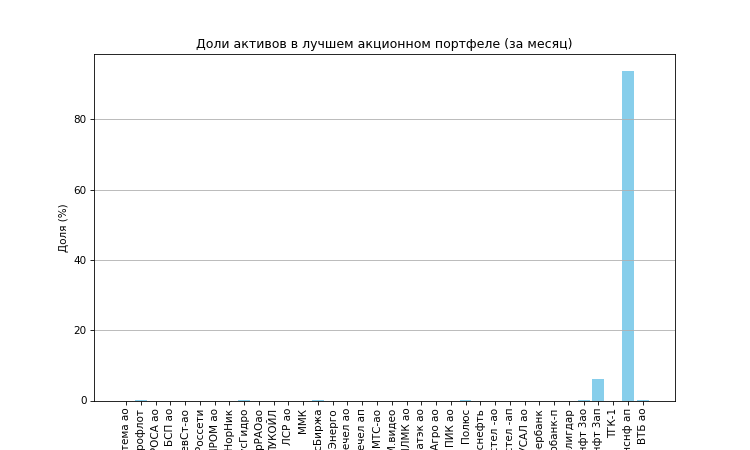 Доли активов в лучшем акционном портфеле (за месяц)
Доля (%)
80
60
40
20
0
тема ао
рофлот
РОСА ао
БСП ао
евСт-ао
Россети
ПРОМ ао
НорНик
сГидро
рРАОао
ЛУКОЙЛ
ЛСР ао
ММК
сБиржа
Энерго
ечел ао
ечел ап
МТС-ао
М.видео
ЛМК ао
атэк ао
Агро ао
ПИК ао
Полюс
снефть
стел -ао
стел -ап
УСАЛ ао
ербанк
рбанк-п
лигдар
нфт 3ао
нфт 3ап
ТГК-1
нснф ап
ВТБ ао